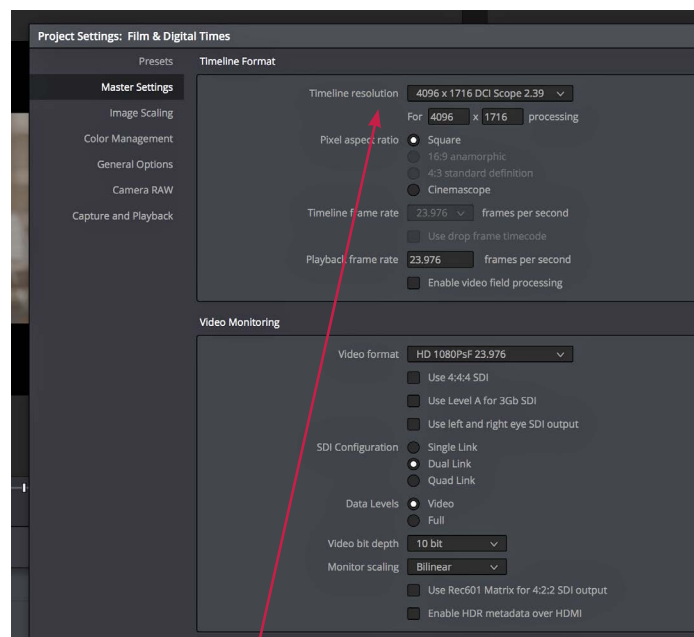 Project Settings: Film & Digital Times
Presets
Master Settings
Image Scaling
Color Management
General Options
Camera RAW
Capture and Playback
Timeline Format
Timeline resolution 4096 x 1716 DCI Scope 2.39
For 4096 x 1716 processing
Pixel aspect ratio Square
16:9 anamorphic
4:3 standard definition
Cinemascope
Timeline frame rate 23.976 frames per second
Use drop frame timecode
Playback frame rate 23.976 frames per second
Enable video field processing
Video Monitoring
Video format HD 1080PsF 23.976
Use 4:4:4 SDI
Use Level A for 3Gb SDI
Use left and right eye SDI output
SDI Configuration Single Link
Dual Link
Quad Link
Data Levels Video
Full
Video bit depth 10 bit
Monitor scaling Bilinear
Use Rec601 Matrix for 4:2:2 SDI output
Enable HDR metadata over HDMI